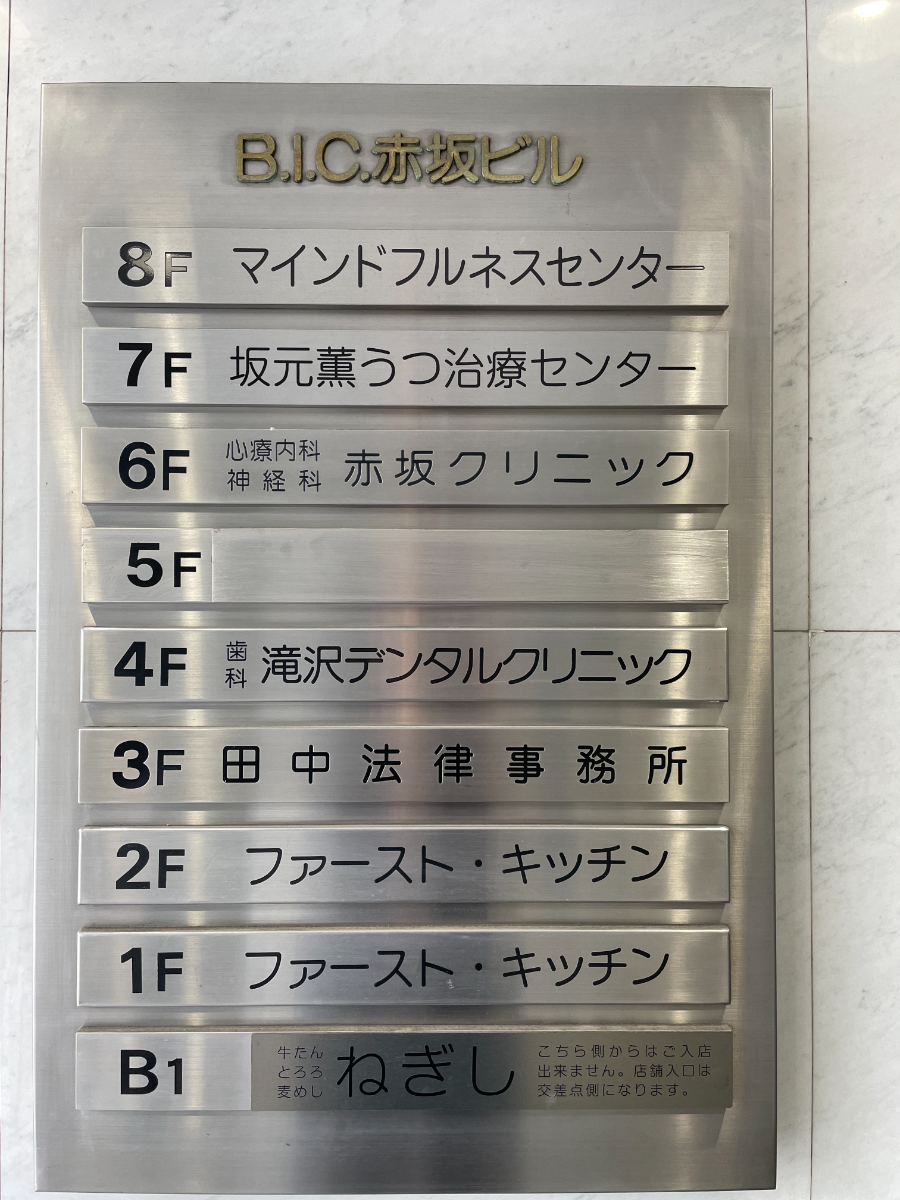 B.I.C.赤坂ビル
8F マインドフルネスセンター
7F 坂元薫うつ治療センター
6F 心療内科 神経科 赤坂クリニック
5F
4F 歯科 滝沢デンタルクリニック
3F 田中法律事務所
2F ファースト・キッチン
1F ファースト・キッチン
B1 牛たん とろろ 麦めし ねぎし こちら側からはご入店 出来ません。店舗入口は 交差点側になります。